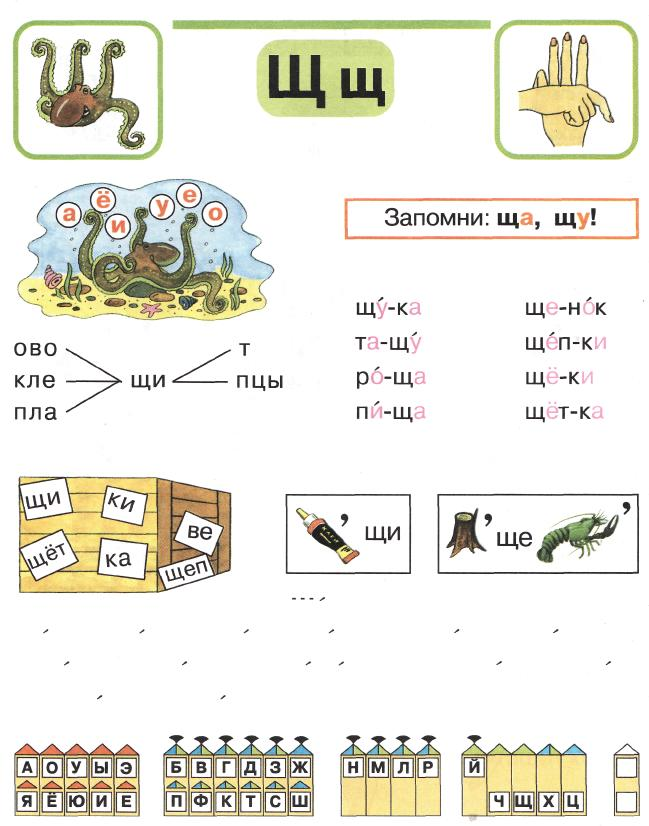 Щ щ
а ё и у е о
Запомни: ща, щу!
щу́-ка
та-щу́
ро́-ща
пи́-ща
ще-но́к
ще́п-ки
щё-ки
щёт-ка
ово
кле
пла
щи
т
пцы
щи ки
щёт ка
ве
щеп
, щи
КЛЕЙ
' ще '
А О У Ы Э
Я Ё Ю И Е
Б В Г Д З Ж
П Ф К Т С Ш
Н М Л Р
Й
Ч Щ Х Ц